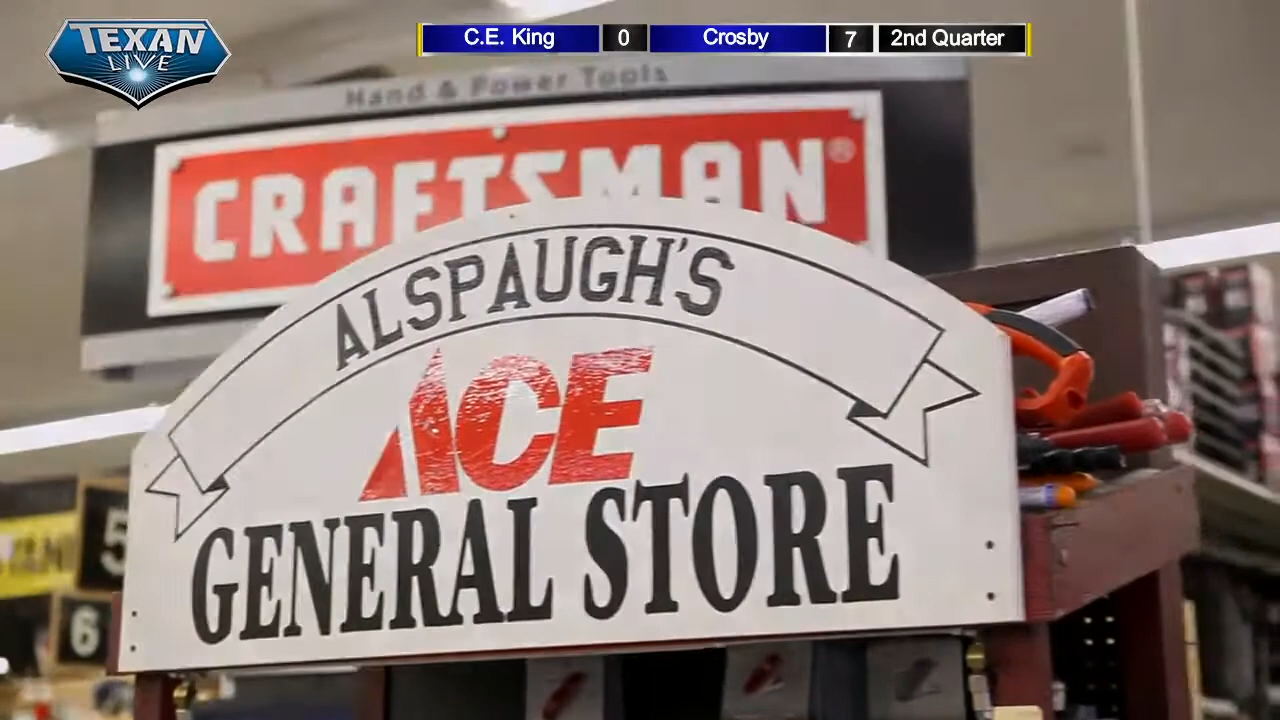 TEXAN
LIVE
C.E. King 0 Crosby 7 2nd Quarter
Hand & Power Tools
CRAFTSMAN®
ALSPAUGH'S
ACE
GENERAL STORE
5
6